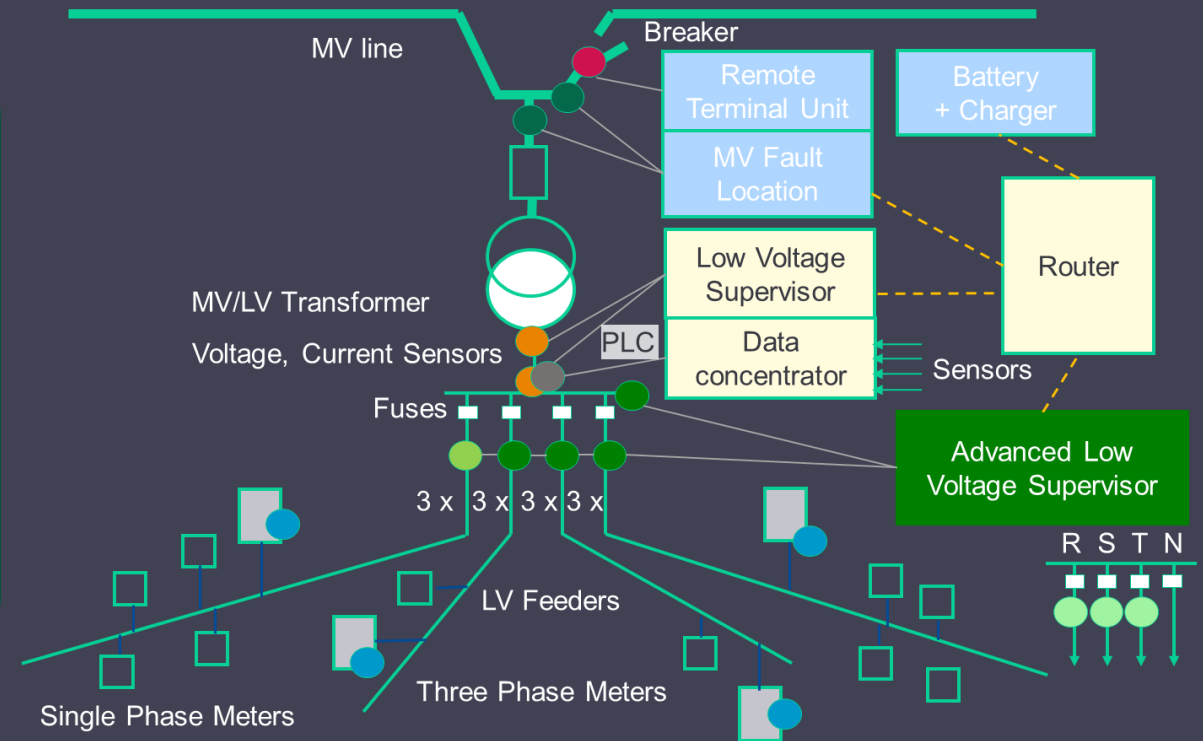 Breaker
MV line
Remote
Terminal Unit
Battery
+ Charger
MV Fault
Location
Low Voltage
Supervisor
Router
MV/LV Transformer
PLC
Data
concentrator
Voltage, Current Sensors
Sensors
Fuses
Advanced Low
Voltage Supervisor
3 x 3 x 3 x 3 x
R S T N
LV Feeders
Three Phase Meters
Single Phase Meters